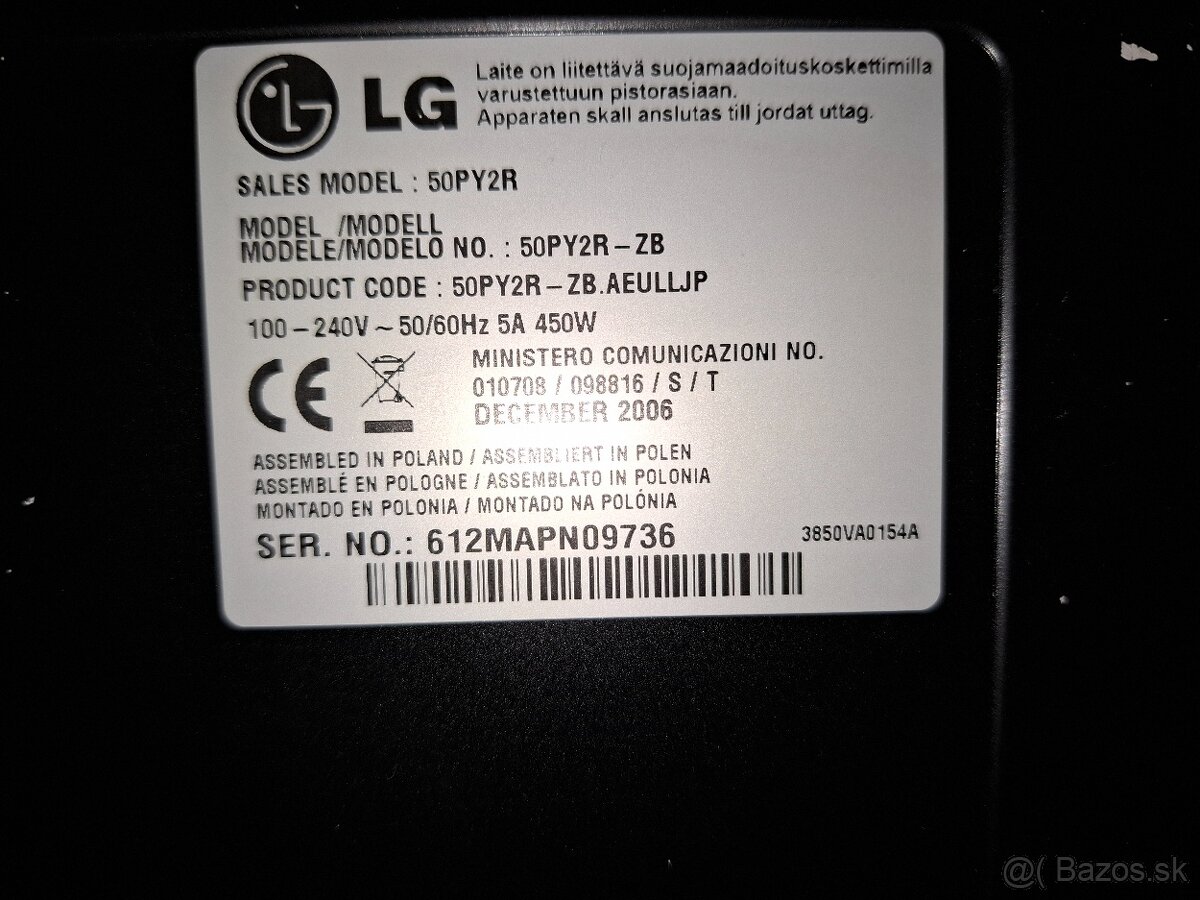 LG Laite on liitettävä suojamaadoituskoskettimilla
varustettuun pistorasiaan.
Apparaten skall anslutas till jordat uttag.
SALES MODEL : 50PY2R
MODEL /MODELL
MODELE/MODELO NO. : 50PY2R-ZB
PRODUCT CODE : 50PY2R-ZB.AEULLJP
100-240V ~ 50/60Hz 5A 450W
CE
MINISTERO COMUNICAZIONI NO.
010708 / 098816 / S / T
DECEMBER 2006
ASSEMBLED IN POLAND / ASSEMBLIERT IN POLEN
ASSEMBLÉ EN POLOGNE / ASSEMBLATO IN POLONIA
MONTADO EN POLONIA / MONTADO NA POLÓNIA
SER. NO.: 612MAPN09736
3850VA0154A
@( Bazos.sk